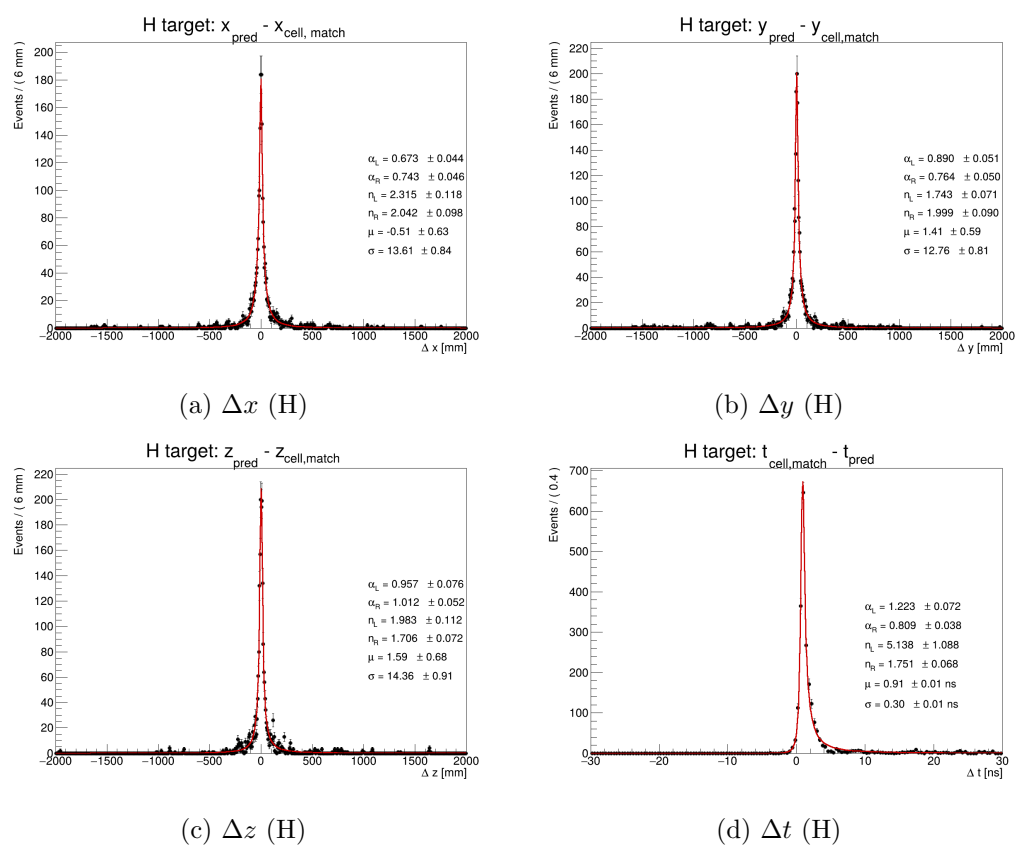 H target: x_pred - x_cell, match
Events / ( 6 mm )
200
180
160
140
120
100
80
60
40
20
0
α_L = 0.673 ± 0.044
α_R = 0.743 ± 0.046
n_L = 2.315 ± 0.118
n_R = 2.042 ± 0.098
μ = -0.51 ± 0.63
σ = 13.61 ± 0.84
−2000 −1500 −1000 −500 0 500 1000 1500 2000
Δ x [mm]
(a) Δx (H)
H target: y_pred - y_cell,match
Events / ( 6 mm )
220
200
180
160
140
120
100
80
60
40
20
0
α_L = 0.890 ± 0.051
α_R = 0.764 ± 0.050
n_L = 1.743 ± 0.071
n_R = 1.999 ± 0.090
μ = 1.41 ± 0.59
σ = 12.76 ± 0.81
−2000 −1500 −1000 −500 0 500 1000 1500 2000
Δ y [mm]
(b) Δy (H)
H target: z_pred - z_cell,match
Events / ( 6 mm )
220
200
180
160
140
120
100
80
60
40
20
0
α_L = 0.957 ± 0.076
α_R = 1.012 ± 0.052
n_L = 1.983 ± 0.112
n_R = 1.706 ± 0.072
μ = 1.59 ± 0.68
σ = 14.36 ± 0.91
−2000 −1500 −1000 −500 0 500 1000 1500 2000
Δ z [mm]
(c) Δz (H)
H target: t_cell,match - t_pred
Events / ( 0.4 )
700
600
500
400
300
200
100
0
α_L = 1.223 ± 0.072
α_R = 0.809 ± 0.038
n_L = 5.138 ± 1.088
n_R = 1.751 ± 0.068
μ = 0.91 ± 0.01 ns
σ = 0.30 ± 0.01 ns
−30 −20 −10 0 10 20 30
Δ t [ns]
(d) Δt (H)